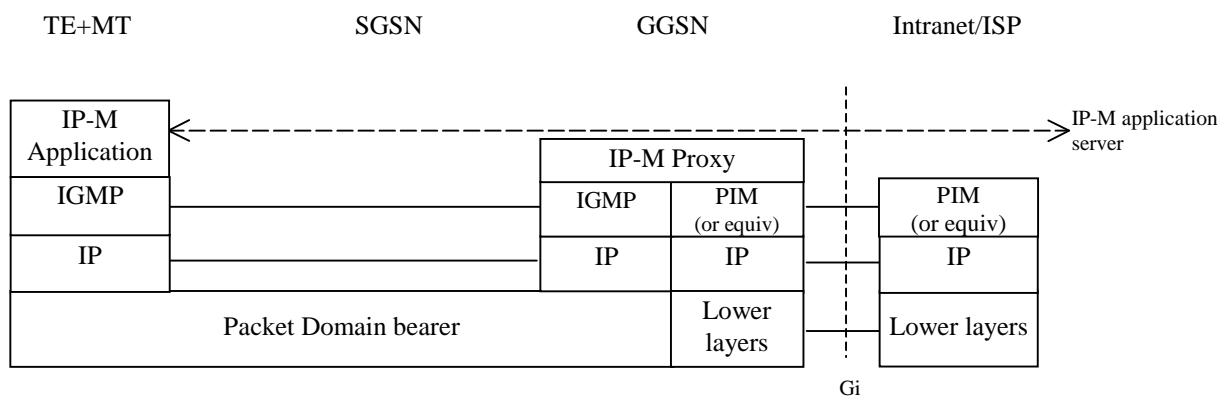 TE+MT SGSN GGSN Intranet/ISP
IP-M
Application
IP-M application
server
IP-M Proxy
IGMP IGMP PIM
(or equiv)
PIM
(or equiv)
IP IP IP IP
Packet Domain bearer
Lower
layers
Lower layers
Gi